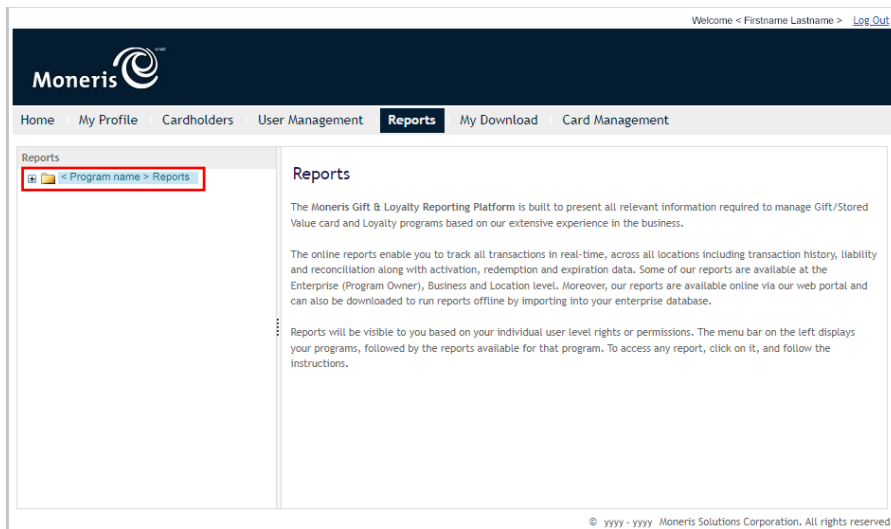 Welcome < Firstname Lastname > Log Out
Moneris
Home My Profile Cardholders User Management Reports My Download Card Management
Reports
< Program name > Reports
Reports
The Moneris Gift & Loyalty Reporting Platform is built to present all relevant information required to manage Gift/Stored
Value card and Loyalty programs based on our extensive experience in the business.
The online reports enable you to track all transactions in real-time, across all locations including transaction history, liability
and reconciliation along with activation, redemption and expiration data. Some of our reports are available at the
Enterprise (Program Owner), Business and Location level. Moreover, our reports are available online via our web portal and
can also be downloaded to run reports offline by importing into your enterprise database.
Reports will be visible to you based on your individual user level rights or permissions. The menu bar on the left displays
your programs, followed by the reports available for that program. To access any report, click on it, and follow the
instructions.
© yyyy - yyyy Moneris Solutions Corporation. All rights reserved